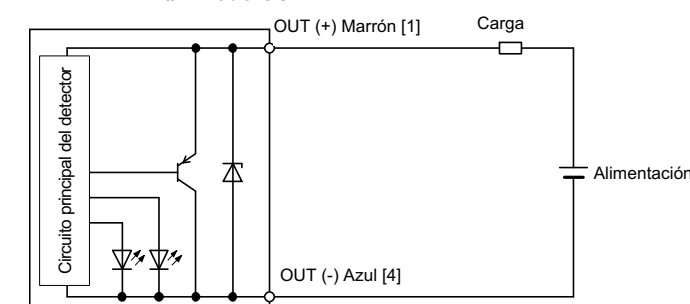 OUT (+) Marrón [1]
Carga
Circuito principal del detector
Alimentación
OUT (-) Azul [4]